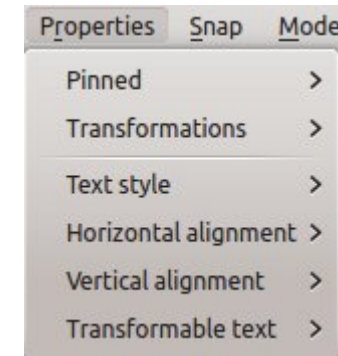 Properties Snap Mode
Pinned >
Transformations >
Text style >
Horizontal alignment >
Vertical alignment >
Transformable text >